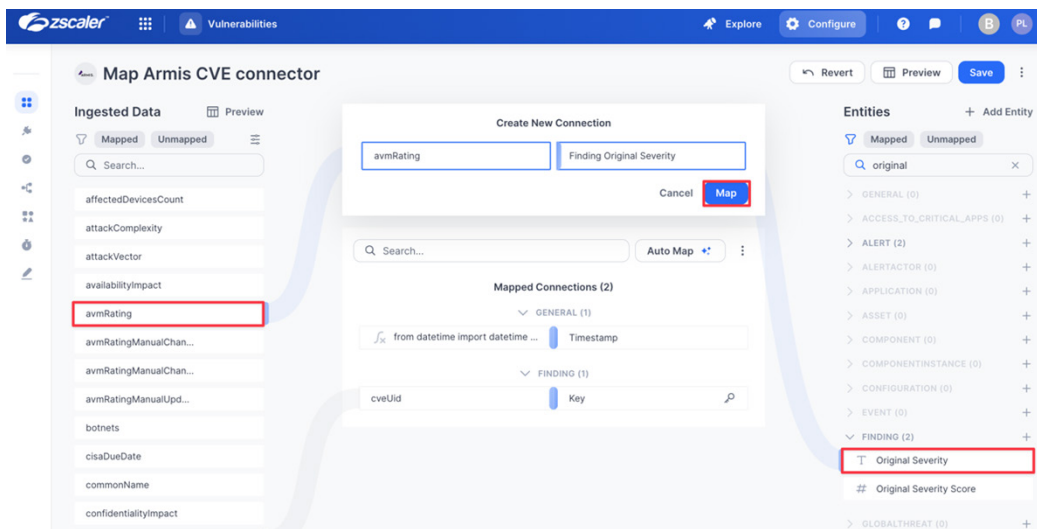 zscaler
Vulnerabilities
Explore
Configure
B
PL
Map Armis CVE connector
Revert
Preview
Save
Ingested Data
Preview
Mapped
Unmapped
Search...
affectedDevicesCount
attackComplexity
attackVector
availabilityImpact
avmRating
avmRatingManualChan...
avmRatingManualChan...
avmRatingManualUpd...
botnets
cisaDueDate
commonName
confidentialityImpact
Create New Connection
avmRating
Finding Original Severity
Cancel
Map
Search...
Auto Map
Mapped Connections (2)
GENERAL (1)
from datetime import datetime ...
Timestamp
FINDING (1)
cveUid
Key
Entities
+ Add Entity
Mapped
Unmapped
original
GENERAL (0)
ACCESS_TO_CRITICAL_APPS (0)
ALERT (2)
ALERTACTOR (0)
APPLICATION (0)
ASSET (0)
COMPONENT (0)
COMPONENTINSTANCE (0)
CONFIGURATION (0)
EVENT (0)
FINDING (2)
T Original Severity
# Original Severity Score
GLOBALTHREAT (0)